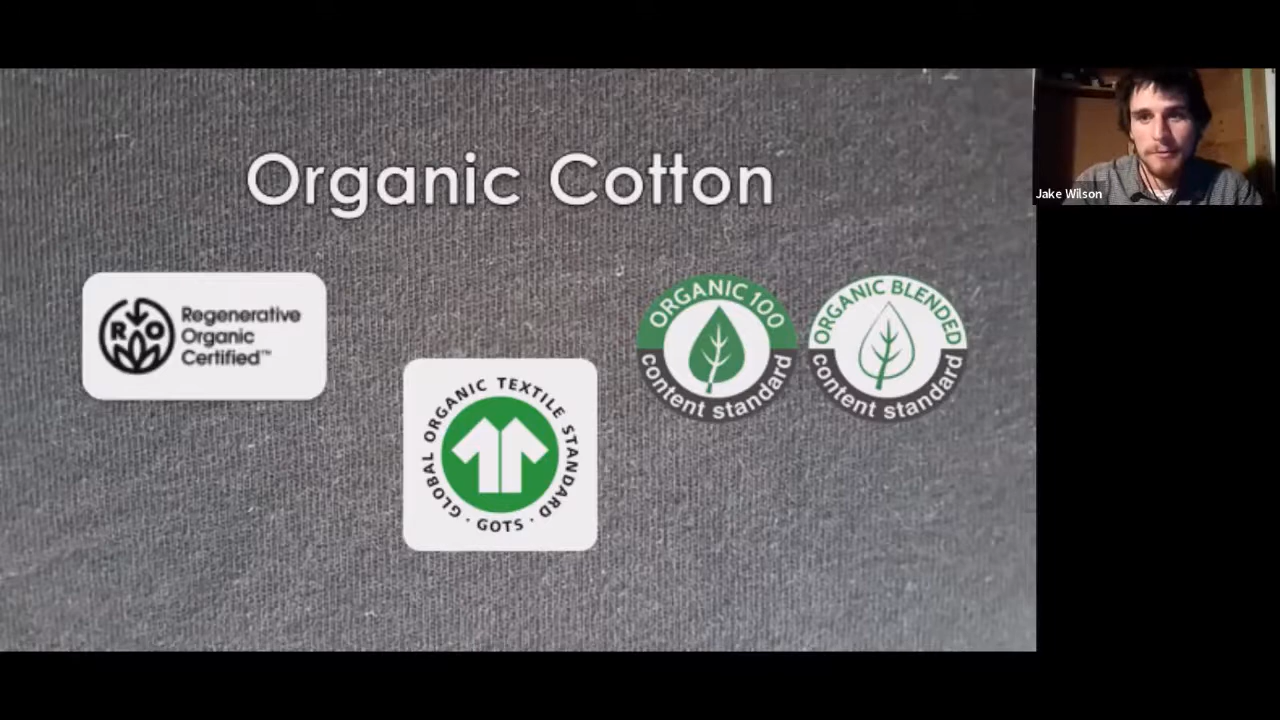 Organic Cotton
Jake Wilson
R O
Regenerative
Organic
Certified™
ORGANIC 100
content standard
ORGANIC BLENDED
content standard
GLOBAL ORGANIC TEXTILE STANDARD
· GOTS ·